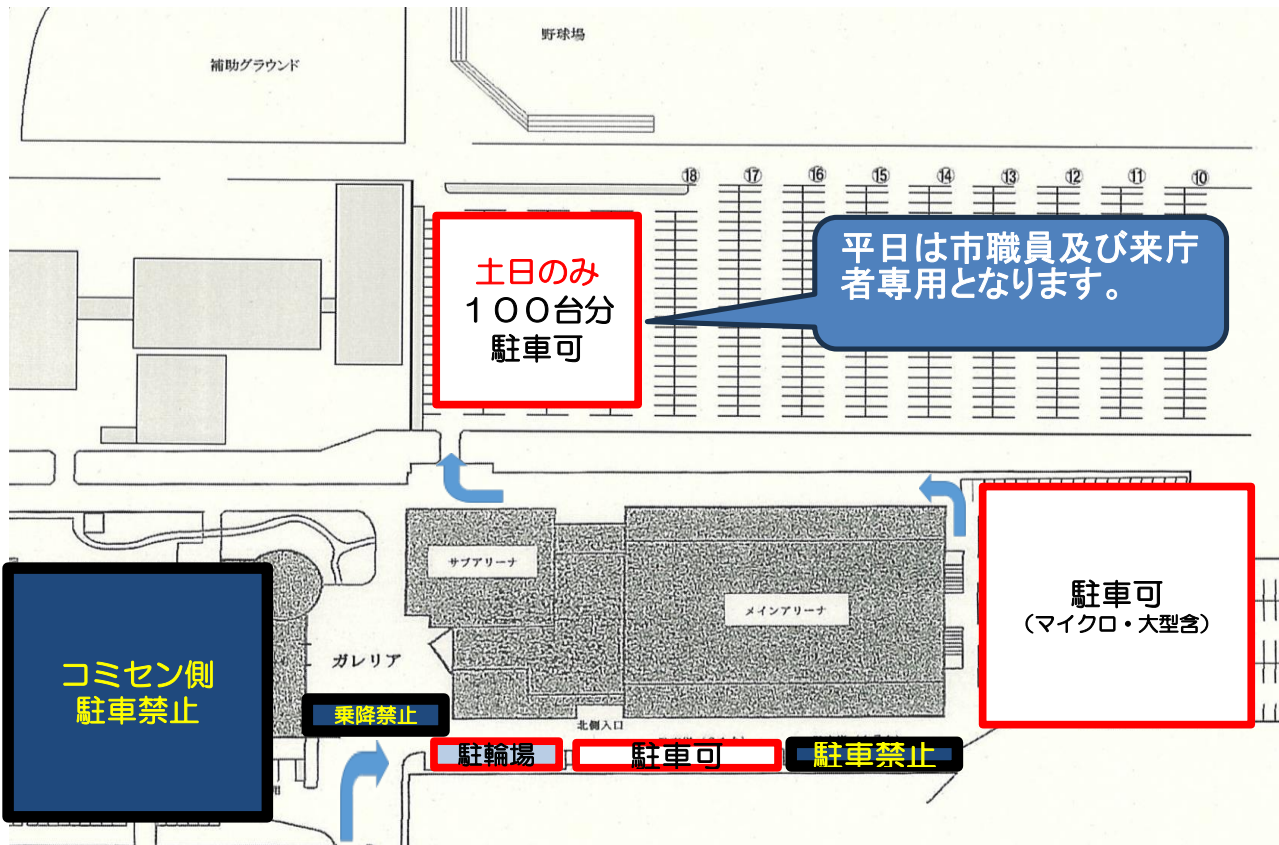 野球場
補助グラウンド
⑱ ⑰ ⑯ ⑮ ⑭ ⑬ ⑫ ⑪ ⑩
土日のみ
100台分
駐車可
平日は市職員及び来庁
者専用となります。
サブアリーナ
メインアリーナ
駐車可
(マイクロ・大型含)
ガレリア
コミセン側
駐車禁止
乗降禁止
北側入口
駐輪場
駐車可
駐車禁止